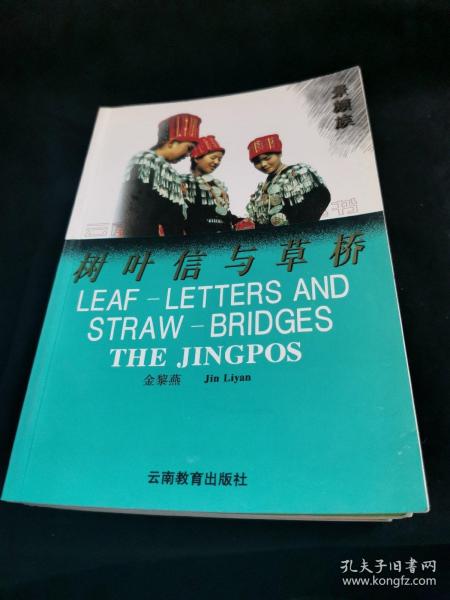 景颇族
树叶信与草桥
LEAF - LETTERS AND
STRAW - BRIDGES
THE JINGPOS
金黎燕 Jin Liyan
云南教育出版社
孔夫子旧书网
www.kongfz.com